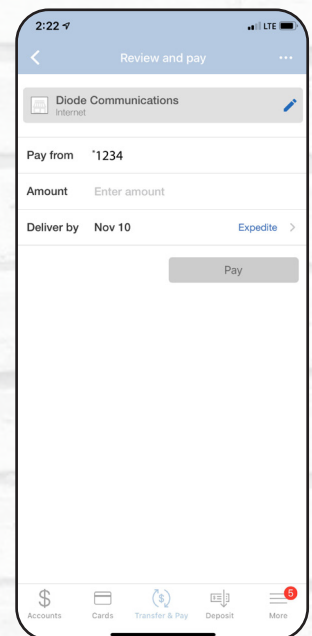 2:22
LTE
Review and pay
Diode Communications
Internet
Pay from *1234
Amount Enter amount
Deliver by Nov 10 Expedite
Pay
$
$
5
Accounts Cards Transfer & Pay Deposit More